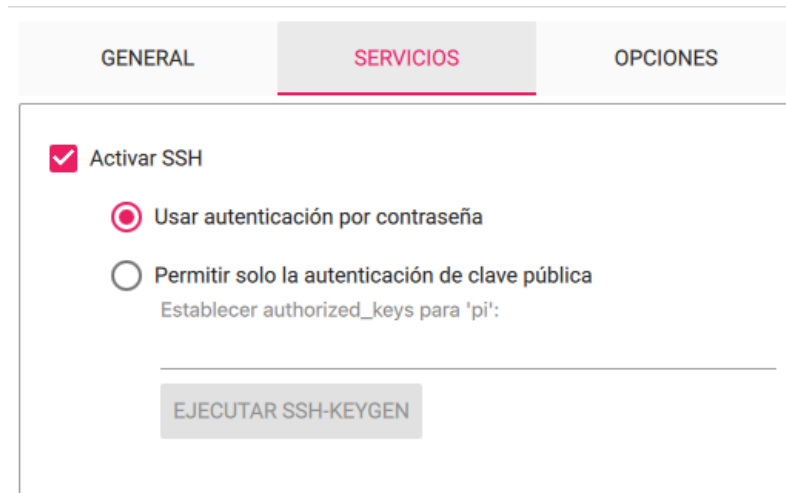 GENERAL SERVICIOS OPCIONES
Activar SSH
Usar autenticación por contraseña
Permitir solo la autenticación de clave pública
Establecer authorized_keys para 'pi':
EJECUTAR SSH-KEYGEN